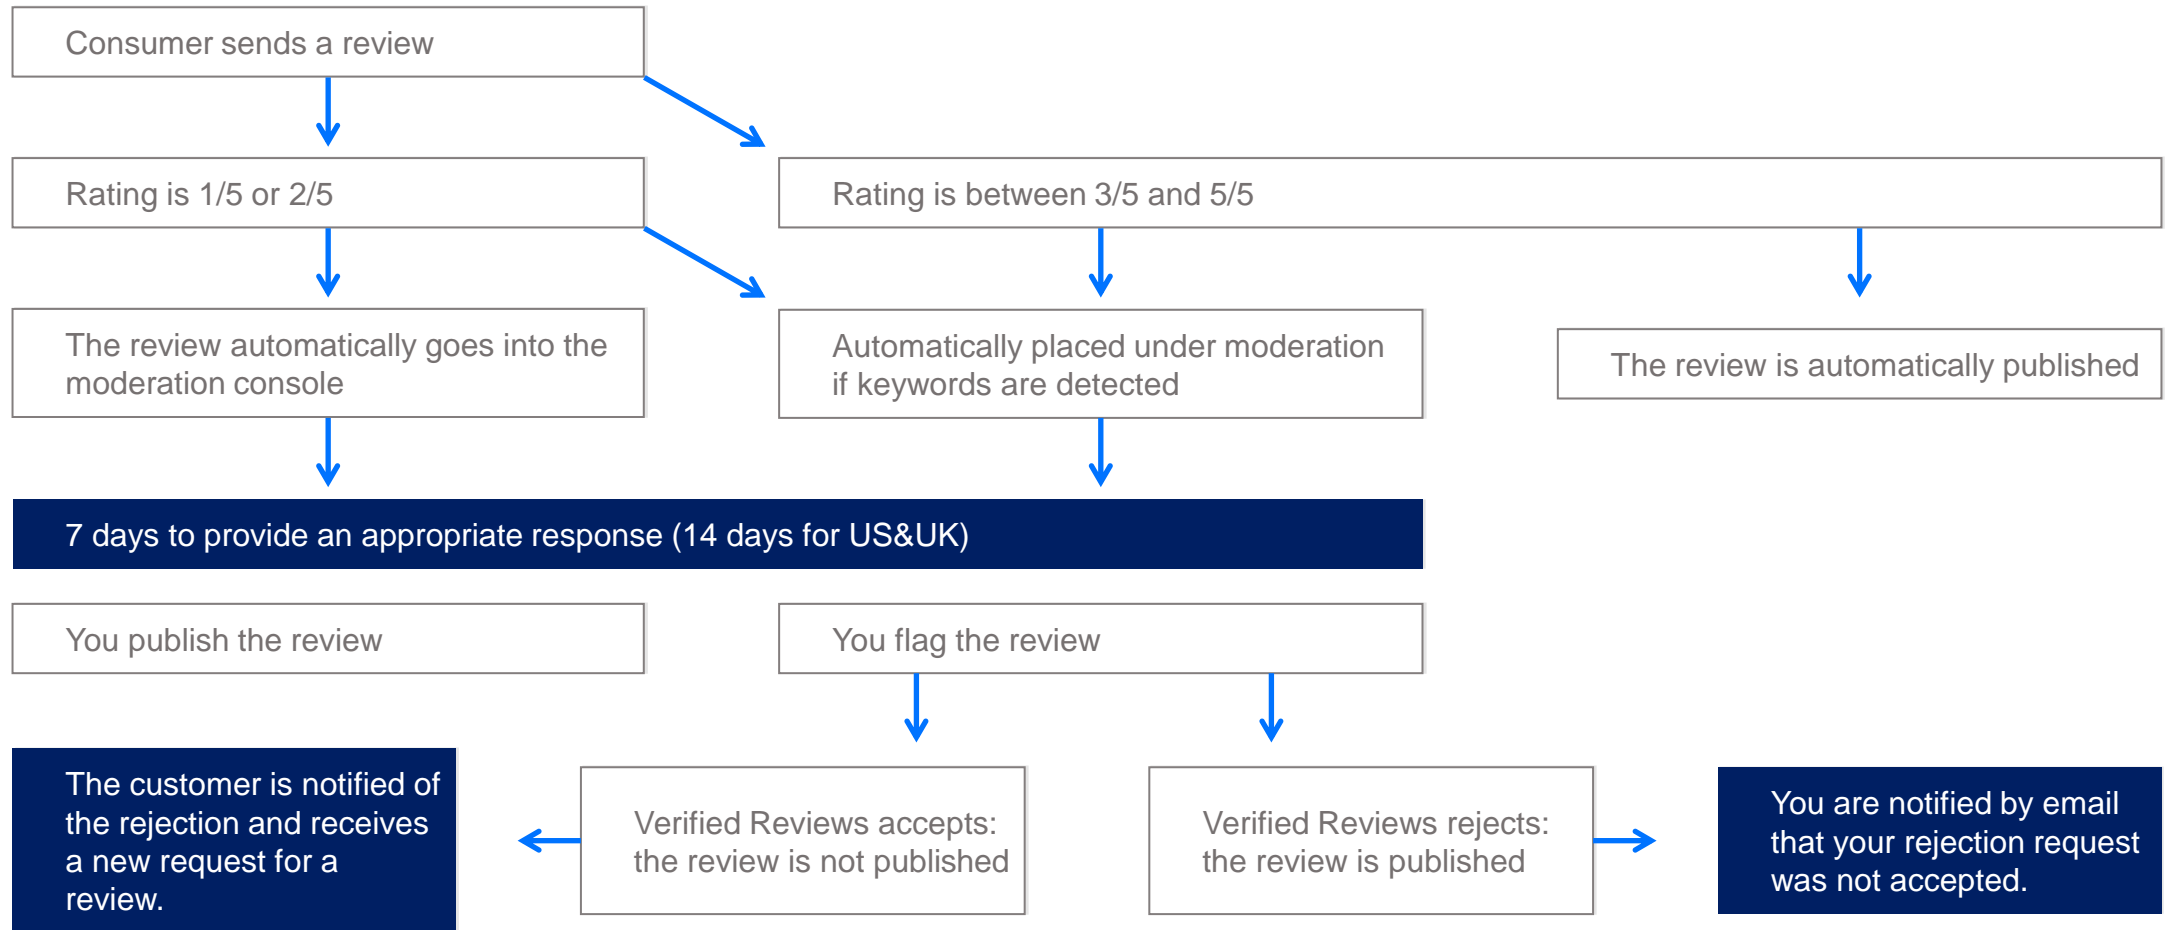 Consumer sends a review
Rating is 1/5 or 2/5
Rating is between 3/5 and 5/5
The review automatically goes into the
moderation console
Automatically placed under moderation
if keywords are detected
The review is automatically published
7 days to provide an appropriate response (14 days for US&UK)
You publish the review
You flag the review
The customer is notified of
the rejection and receives
a new request for a
review.
Verified Reviews accepts:
the review is not published
Verified Reviews rejects:
the review is published
You are notified by email
that your rejection request
was not accepted.